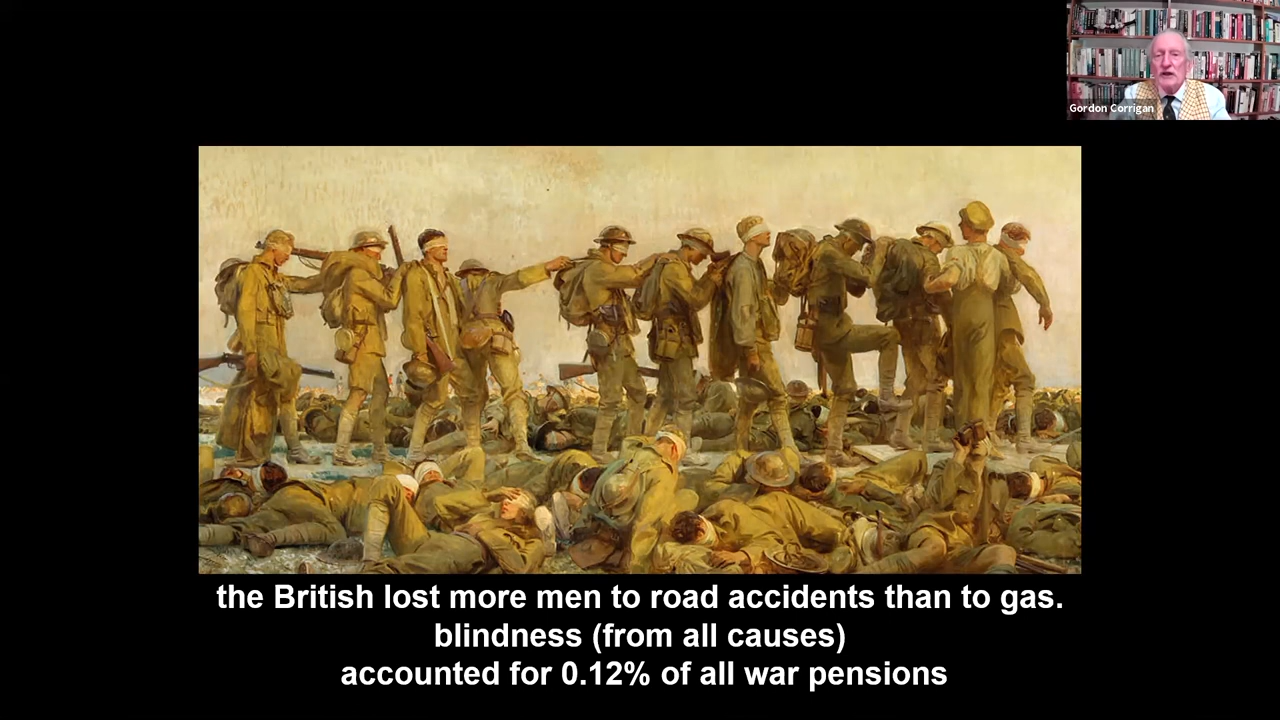 Gordon Corrigan
the British lost more men to road accidents than to gas.
blindness (from all causes)
accounted for 0.12% of all war pensions